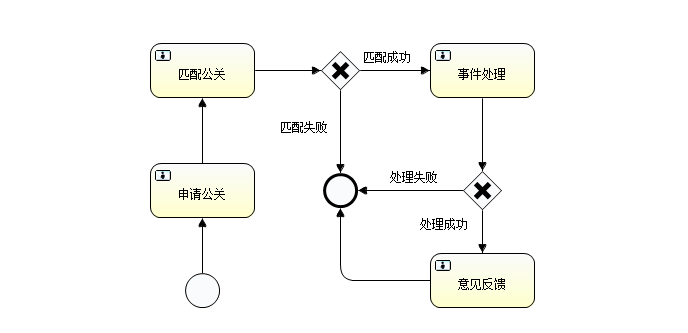 匹配成功
匹配公关
事件处理
匹配失败
处理失败
申请公关
处理成功
意见反馈